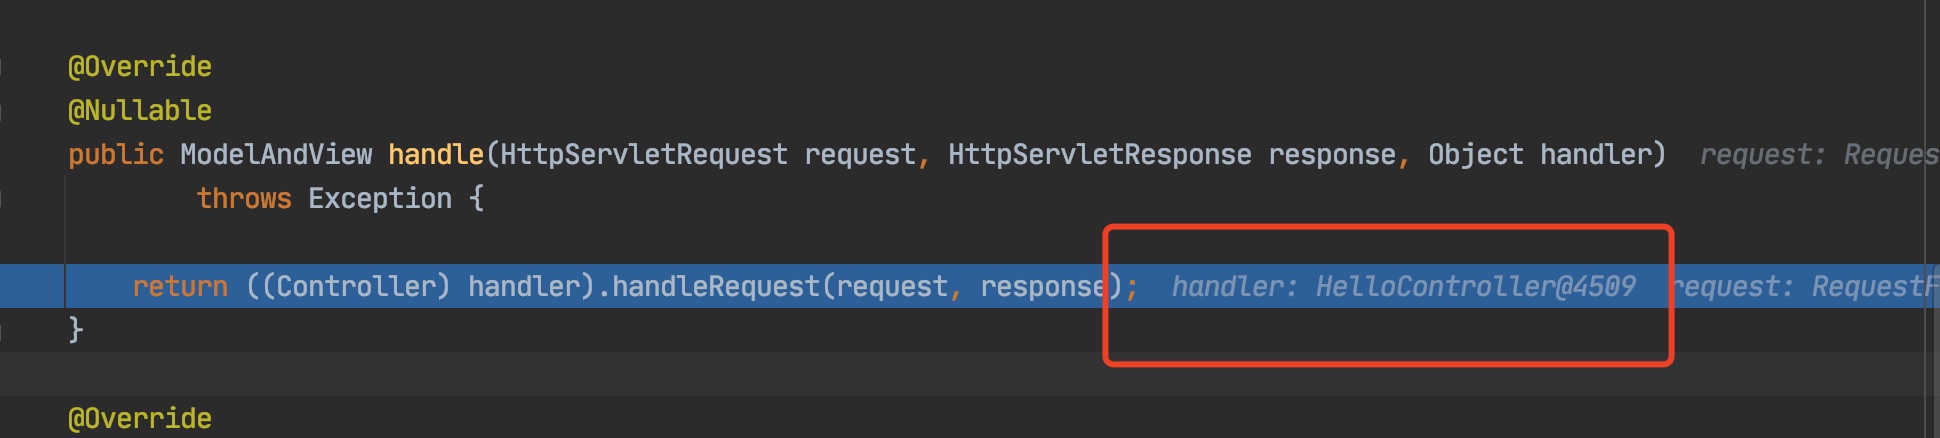 @Override
@Nullable
public ModelAndView handle(HttpServletRequest request, HttpServletResponse response, Object handler)  request: Reques
throws Exception {
return ((Controller) handler).handleRequest(request, response);  handler: HelloController@4509  request: RequestF
}
@Override